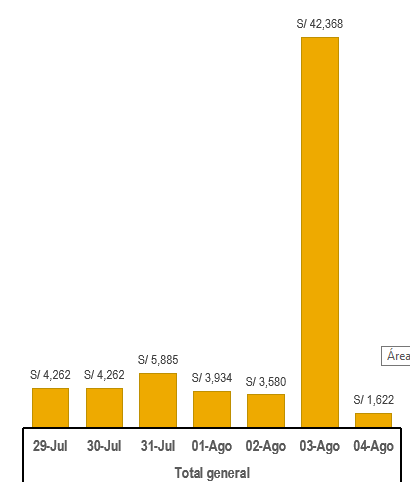 S/ 42,368
S/ 5,885
S/ 4,262 S/ 4,262 S/ 3,934 S/ 3,580 S/ 1,622
Área
29-Jul 30-Jul 31-Jul 01-Ago 02-Ago 03-Ago 04-Ago
Total general